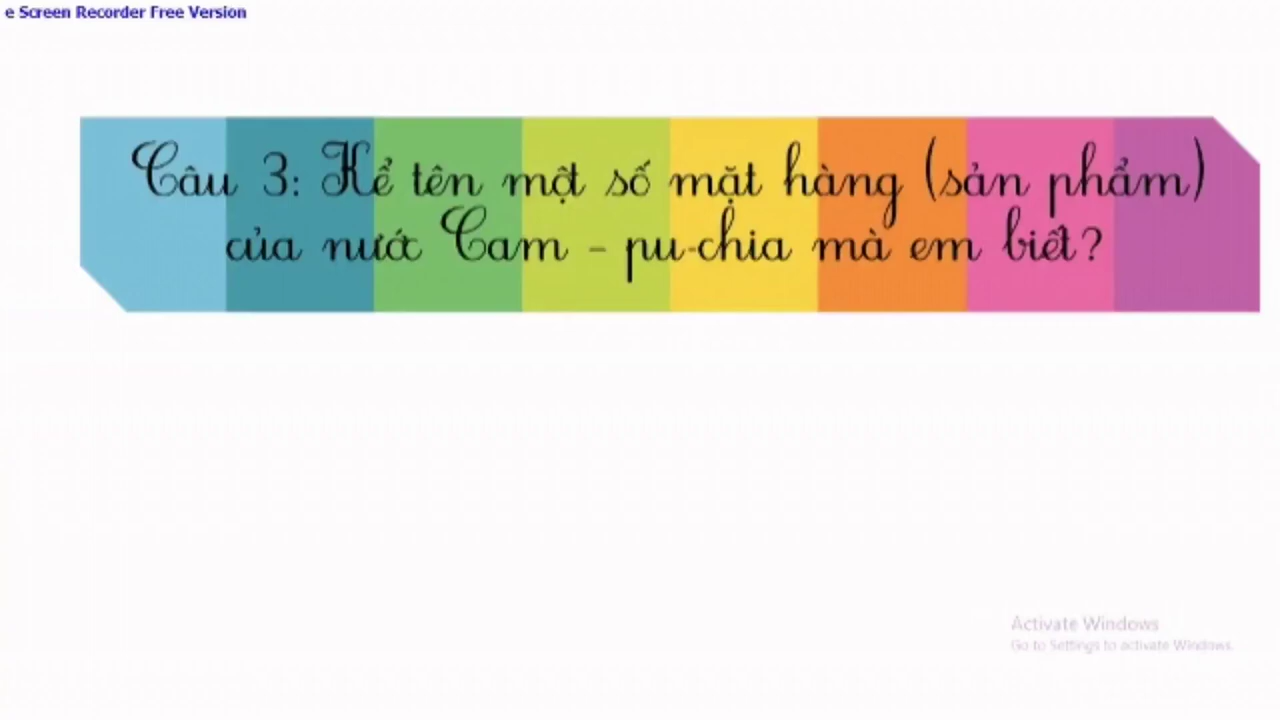 e Screen Recorder Free Version
Câu 3: Kể tên một số mặt hàng (sản phẩm)
của nước Cam - pu-chia mà em biết?
Activate Windows
Go to Settings to activate Windows.